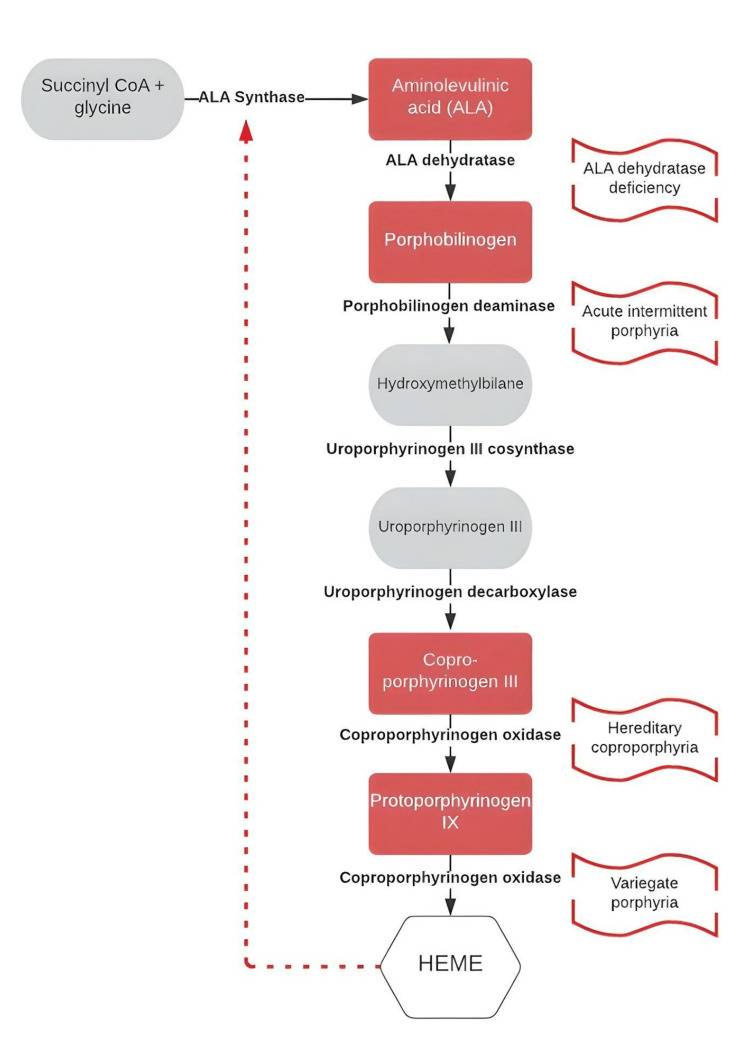 Succinyl CoA +
glycine
ALA Synthase
Aminolevulinic
acid (ALA)
ALA dehydratase
ALA dehydratase
deficiency
Porphobilinogen
Porphobilinogen deaminase
Acute intermittent
porphyria
Hydroxymethylbilane
Uroporphyrinogen III cosynthase
Uroporphyrinogen III
Uroporphyrinogen decarboxylase
Copro-
porphyrinogen III
Coproporphyrinogen oxidase
Hereditary
coproporphyria
Protoporphyrinogen
IX
Coproporphyrinogen oxidase
Variegate
porphyria
HEME